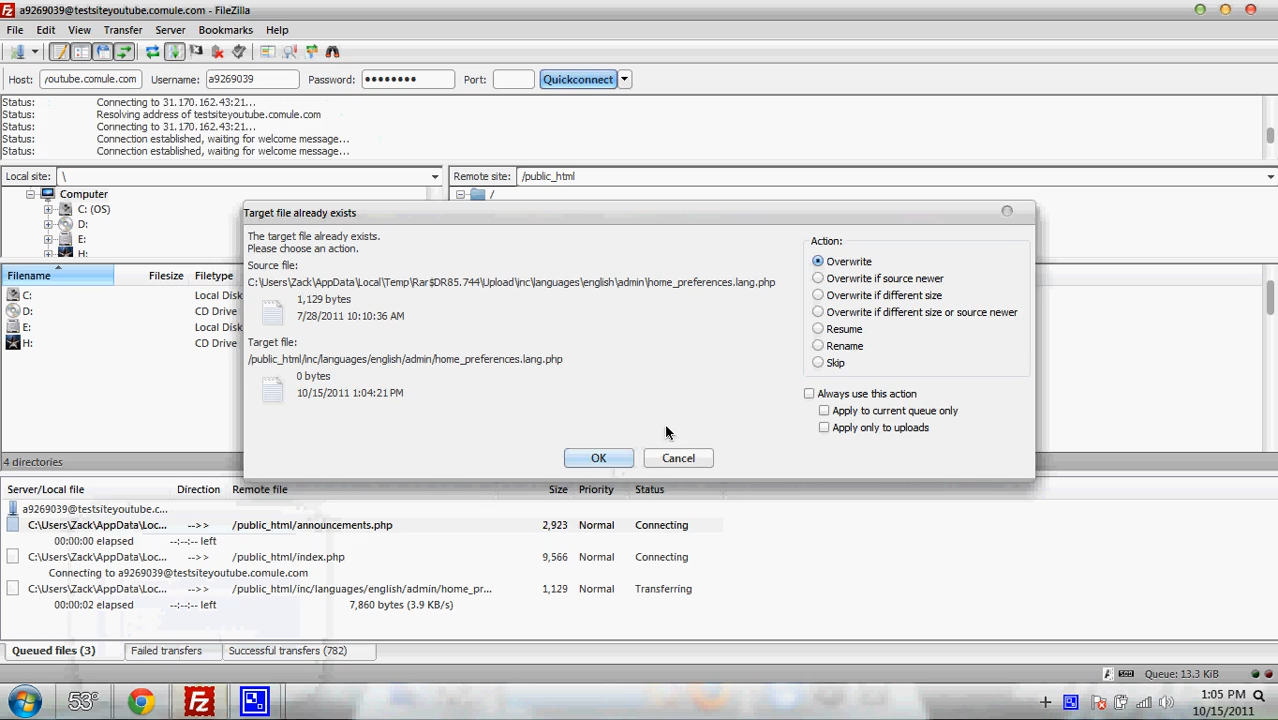 a9269039@testsiteyoutube.comule.com - FileZilla
File Edit View Transfer Server Bookmarks Help
Host: /outube.comule.com Username: a9269039 Password: ●●●●●●●● Port: Quickconnect
Status: Connecting to 31.170.162.43:21...
Status: Resolving address of testsiteyoutube.comule.com
Status: Connecting to 31.170.162.43:21...
Status: Connection established, waiting for welcome message...
Status: Connection established, waiting for welcome message...
Local site: \ Remote site: /public_html
Computer /
C: (OS)
D:
E:
H:
Target file already exists
The target file already exists.
Please choose an action.
Source file:
C:\Users\Zack\AppData\Local\Temp\Rar$DR85.744\Upload\inc\languages\english\admin\home_preferences.lang.php
1,129 bytes
7/28/2011 10:10:36 AM
Target file:
/public_html/inc/languages/english/admin/home_preferences.lang.php
0 bytes
10/15/2011 1:04:21 PM
Action:
Overwrite
Overwrite if source newer
Overwrite if different size
Overwrite if different size or source newer
Resume
Rename
Skip
Always use this action
Apply to current queue only
Apply only to uploads
OK Cancel
Filename Filesize Filetype
C: Local Disk
D: CD Drive
E: Local Disk
H: CD Drive
4 directories
Server/Local file Direction Remote file Size Priority Status
a9269039@testsiteyoutube.c...
C:\Users\Zack\AppData\Loc... -->> /public_html/announcements.php 2,923 Normal Connecting
00:00:00 elapsed --:--:-- left
C:\Users\Zack\AppData\Loc... -->> /public_html/index.php 9,566 Normal Connecting
Connecting to a9269039@testsiteyoutube.comule.com
C:\Users\Zack\AppData\Loc... -->> /public_html/inc/languages/english/admin/home_pr... 1,129 Normal Transferring
00:00:02 elapsed --:--:-- left 7,860 bytes (3.9 KB/s)
Queued files (3) Failed transfers Successful transfers (782)
Queue: 13.3 KiB
53°
1:05 PM
10/15/2011